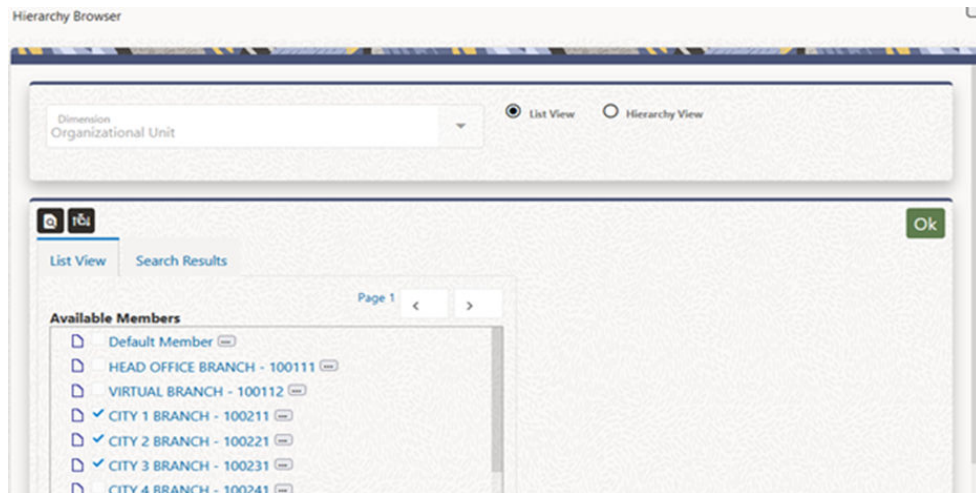 Hierarchy Browser
Dimension
Organizational Unit
List View
Hierarchy View
Ok
List View
Search Results
Page 1
Available Members
Default Member
HEAD OFFICE BRANCH - 100111
VIRTUAL BRANCH - 100112
CITY 1 BRANCH - 100211
CITY 2 BRANCH - 100221
CITY 3 BRANCH - 100231
CITY 4 BRANCH - 100241